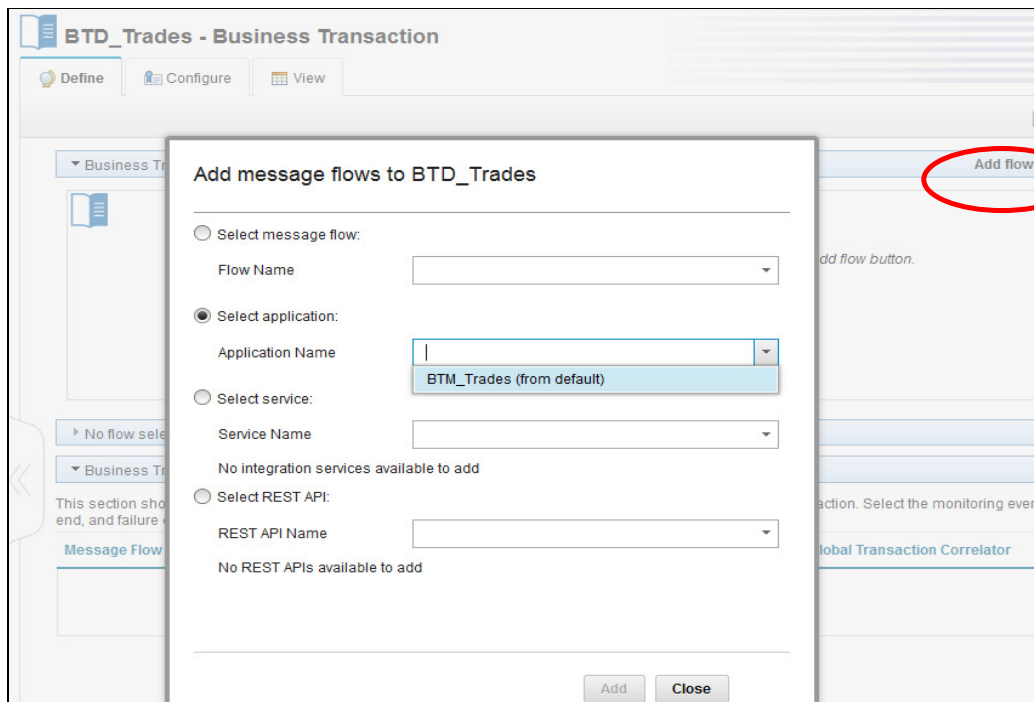 BTD_Trades - Business Transaction
Define
Configure
View
Business Tr
Add flow
Add message flows to BTD_Trades
Select message flow:
Flow Name
dd flow button.
Select application:
Application Name
BTM_Trades (from default)
Select service:
No flow sele
Service Name
Business Tr
No integration services available to add
Select REST API:
This section sho
action. Select the monitoring ever
end, and failure
REST API Name
Message Flow
lobal Transaction Correlator
No REST APIs available to add
Add
Close